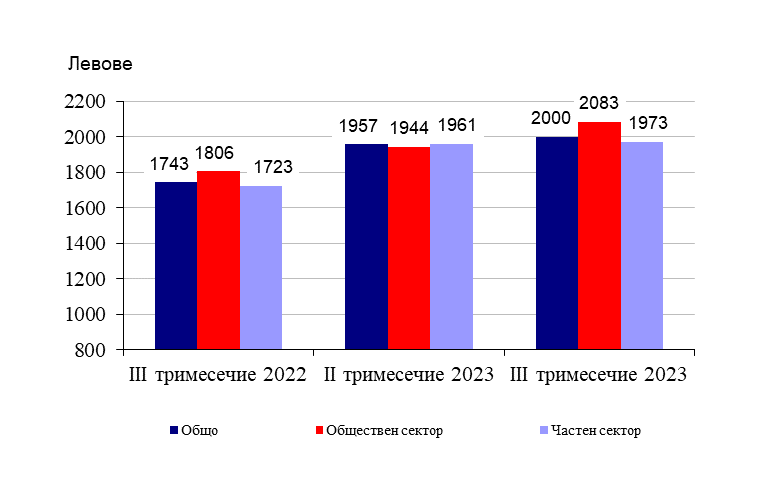 Левове
2200
2000
1800
1600
1400
1200
1000
800
1743 1806 1723
1957 1944 1961
2000 2083 1973
III тримесечие 2022 II тримесечие 2023 III тримесечие 2023
Общо Обществен сектор Частен сектор